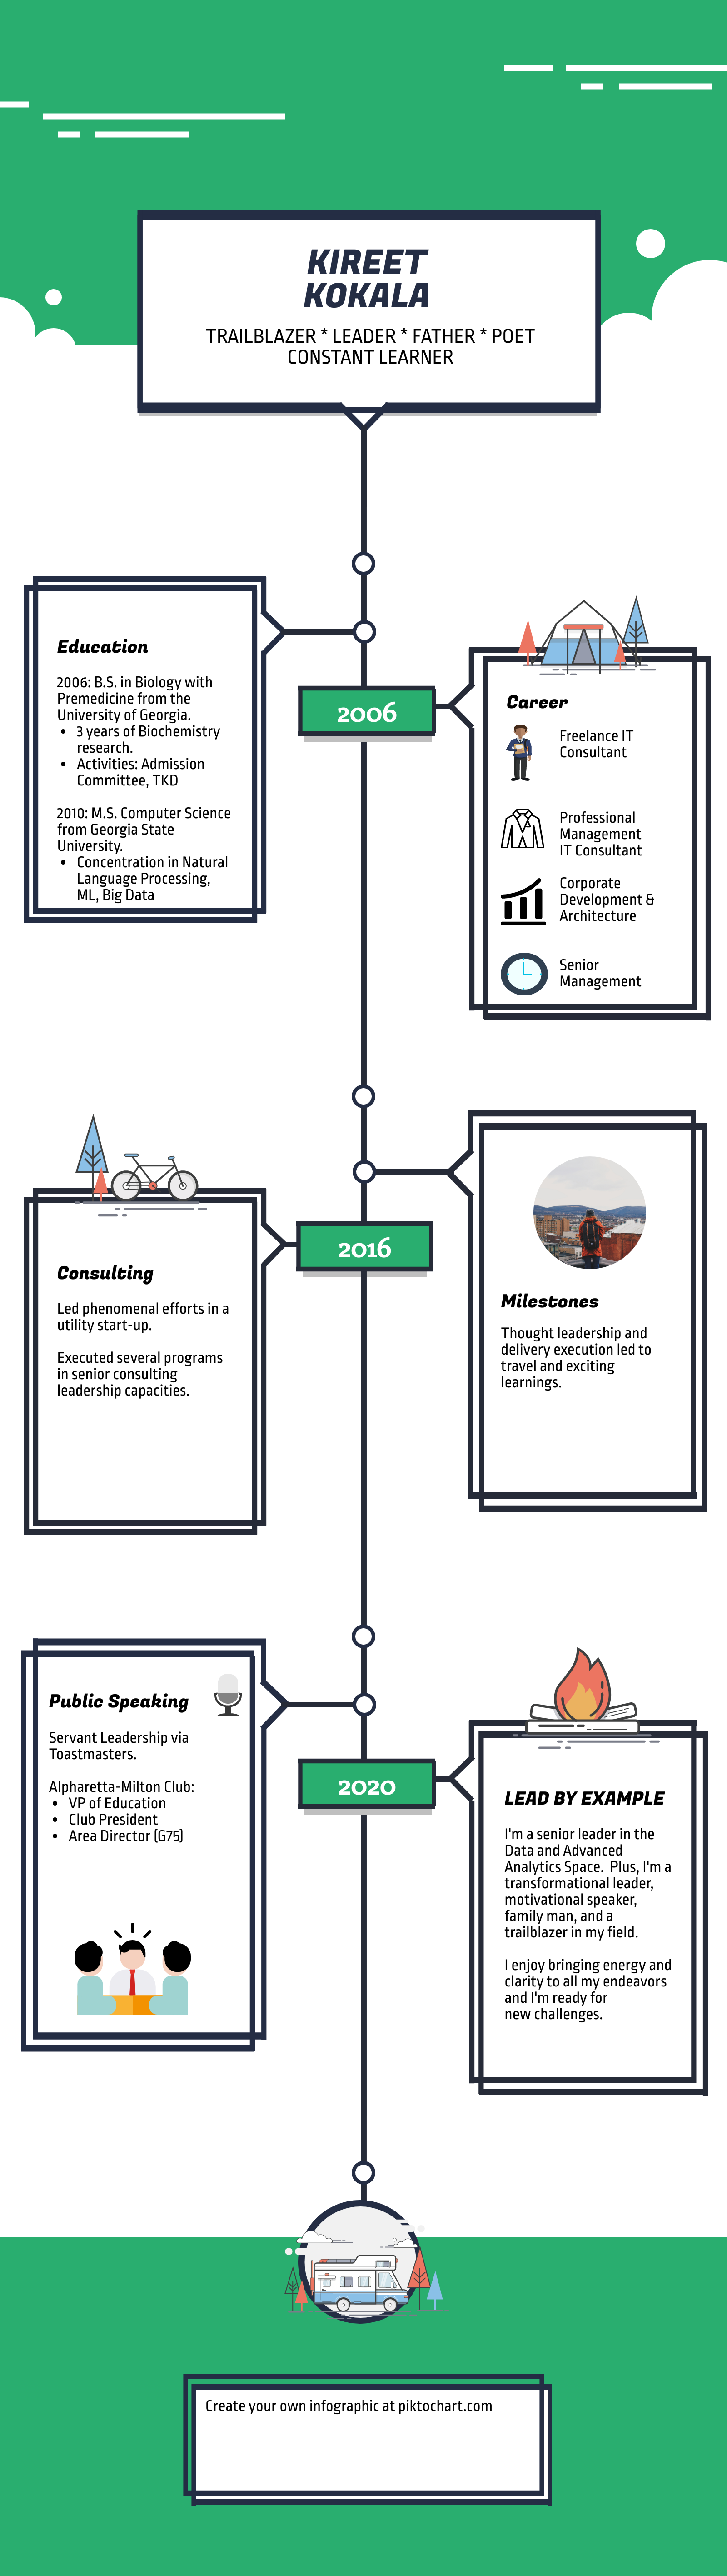 KIREET
KOKALA
TRAILBLAZER * LEADER * FATHER * POET
CONSTANT LEARNER
Education
2006: B.S. in Biology with
Premedicine from the
University of Georgia.
• 3 years of Biochemistry
research.
• Activities: Admission
Committee, TKD
2010: M.S. Computer Science
from Georgia State
University.
• Concentration in Natural
Language Processing,
ML, Big Data
2006
Career
Freelance IT
Consultant
Professional
Management
IT Consultant
Corporate
Development &
Architecture
Senior
Management
2016
Consulting
Led phenomenal efforts in a
utility start-up.
Executed several programs
in senior consulting
leadership capacities.
Milestones
Thought leadership and
delivery execution led to
travel and exciting
learnings.
Public Speaking
Servant Leadership via
Toastmasters.
Alpharetta-Milton Club:
• VP of Education
• Club President
• Area Director (G75)
2020
LEAD BY EXAMPLE
I'm a senior leader in the
Data and Advanced
Analytics Space. Plus, I'm a
transformational leader,
motivational speaker,
family man, and a
trailblazer in my field.
I enjoy bringing energy and
clarity to all my endeavors
and I'm ready for
new challenges.
Create your own infographic at piktochart.com